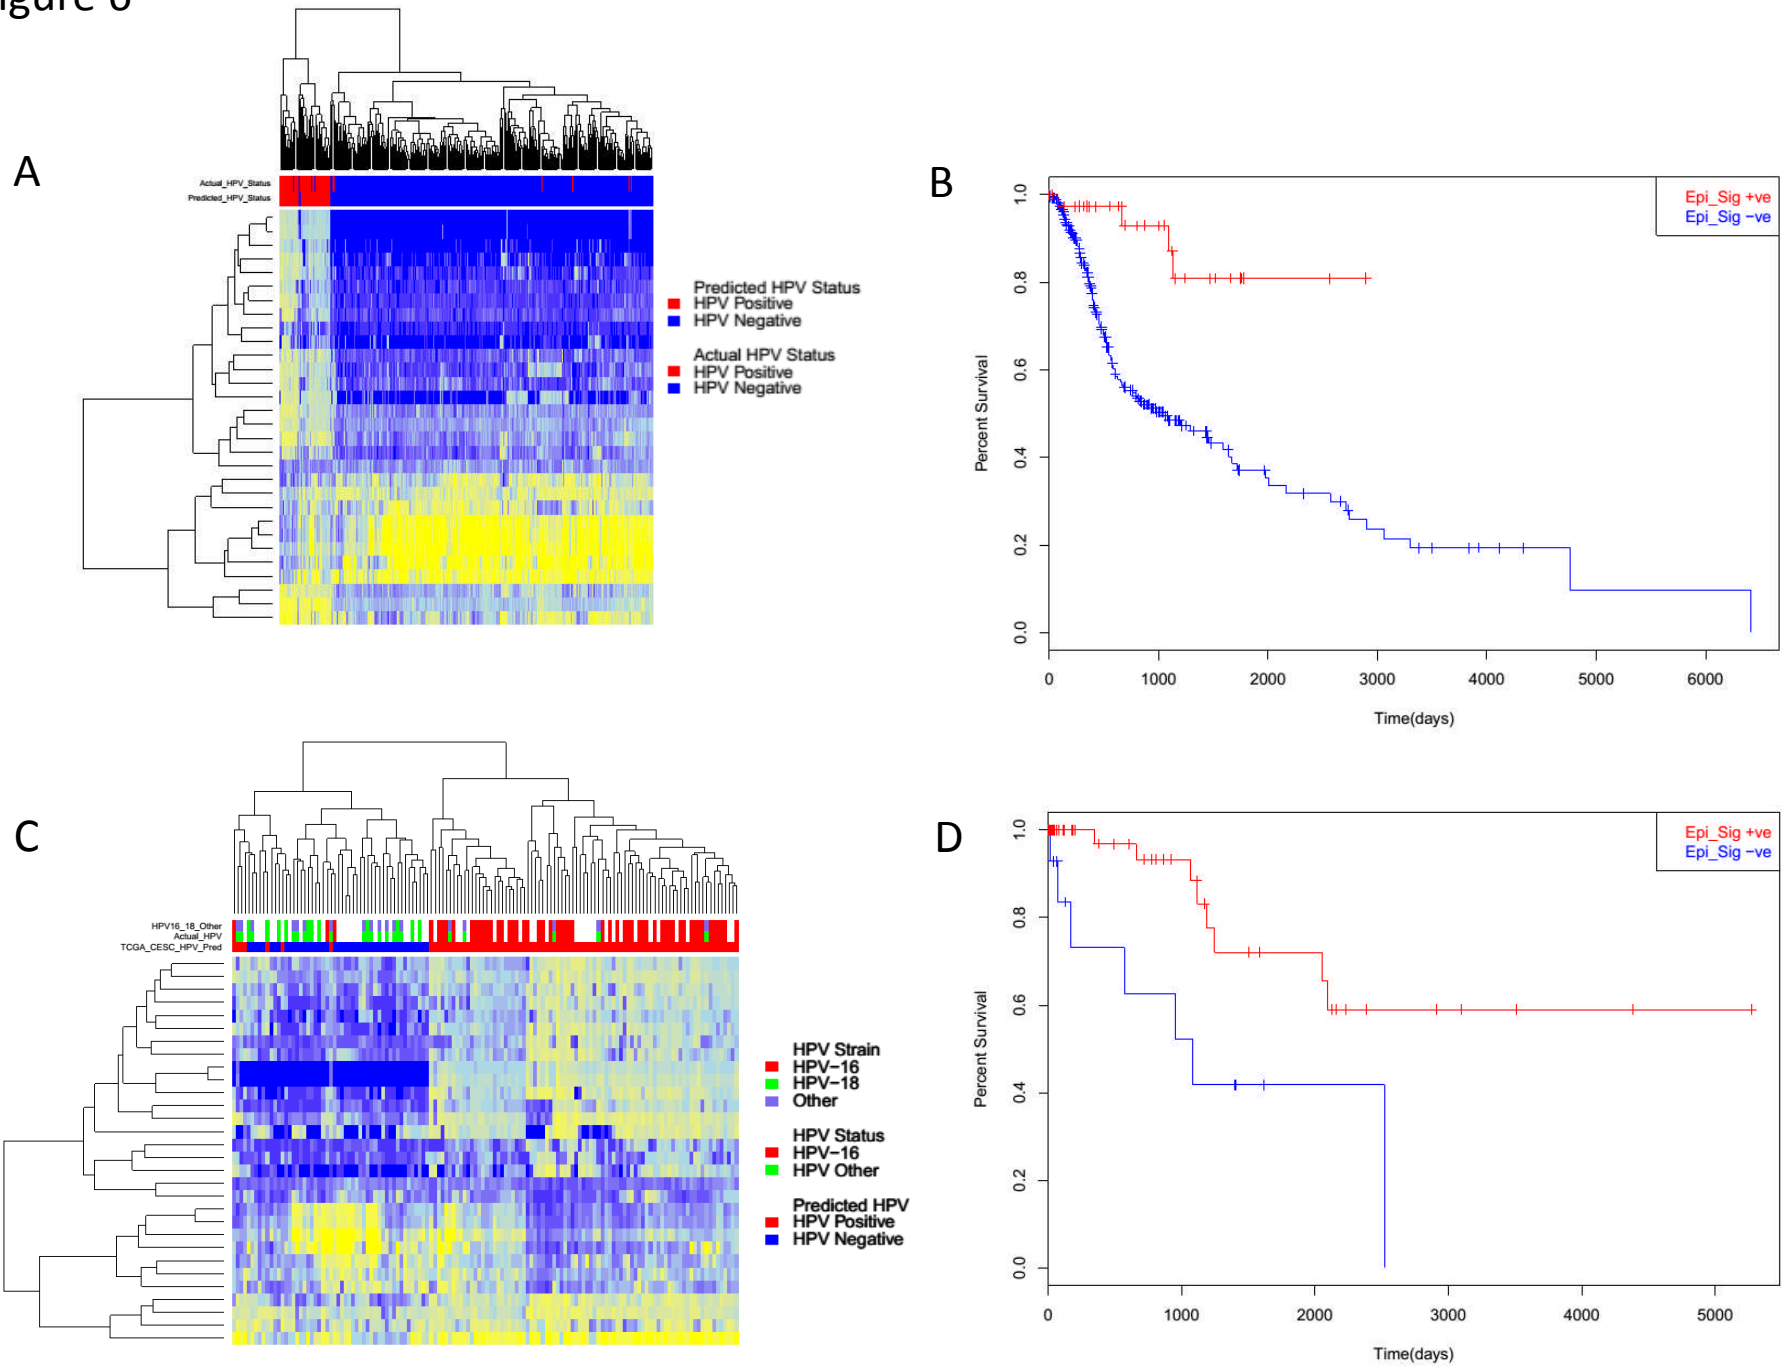 A
Actual_HPV_Status
Predicted_HPV_Status
Predicted HPV Status
HPV Positive
HPV Negative
Actual HPV Status
HPV Positive
HPV Negative
B
Epi_Sig +ve
Epi_Sig −ve
Percent Survival
0.0
0.2
0.4
0.6
0.8
1.0
0 1000 2000 3000 4000 5000 6000
Time(days)
C
HPV16_18_Other
Actual_HPV
TCGA_CESC_HPV_Pred
HPV Strain
HPV−16
HPV−18
Other
HPV Status
HPV−16
HPV Other
Predicted HPV
HPV Positive
HPV Negative
D
Epi_Sig +ve
Epi_Sig −ve
Percent Survival
0.0
0.2
0.4
0.6
0.8
1.0
0 1000 2000 3000 4000 5000
Time(days)